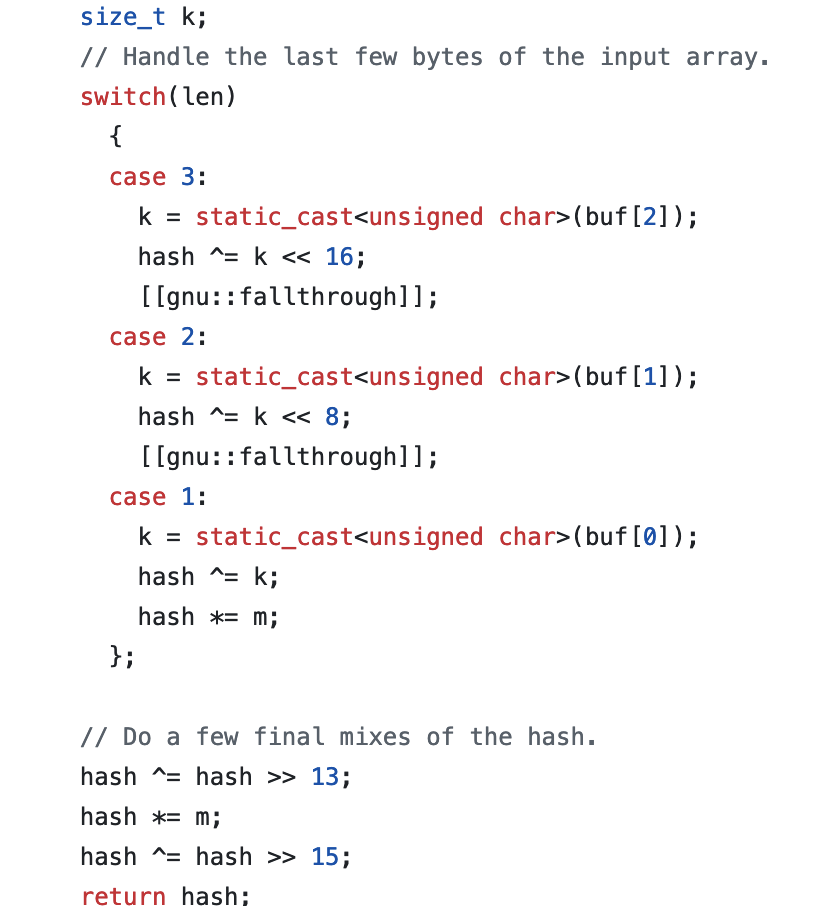 size_t k;
// Handle the last few bytes of the input array.
switch(len)
{
case 3:
k = static_cast<unsigned char>(buf[2]);
hash ^= k << 16;
[[gnu::fallthrough]];
case 2:
k = static_cast<unsigned char>(buf[1]);
hash ^= k << 8;
[[gnu::fallthrough]];
case 1:
k = static_cast<unsigned char>(buf[0]);
hash ^= k;
hash *= m;
};
// Do a few final mixes of the hash.
hash ^= hash >> 13;
hash *= m;
hash ^= hash >> 15;
return hash;